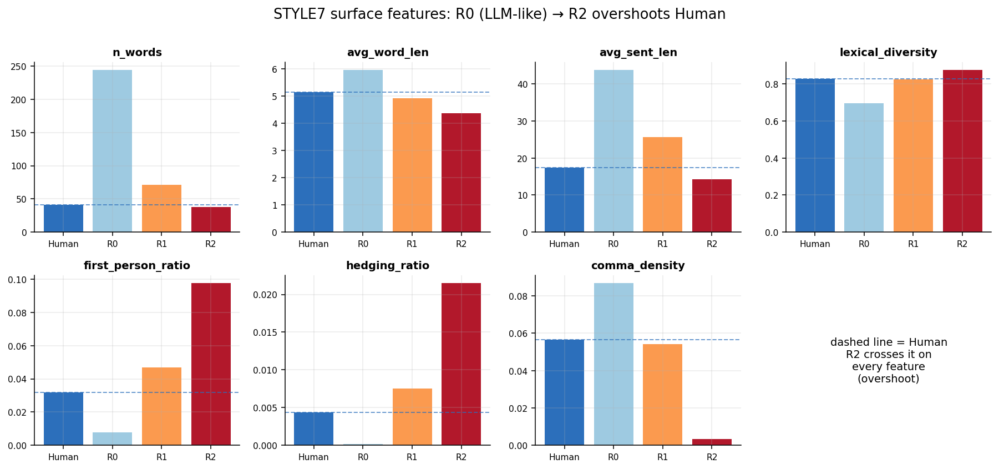 STYLE7 surface features: R0 (LLM-like) → R2 overshoots Human
n_words
250
200
150
100
50
0
Human R0 R1 R2
avg_word_len
6
5
4
3
2
1
0
Human R0 R1 R2
avg_sent_len
40
30
20
10
0
Human R0 R1 R2
lexical_diversity
0.8
0.6
0.4
0.2
0.0
Human R0 R1 R2
first_person_ratio
0.10
0.08
0.06
0.04
0.02
0.00
Human R0 R1 R2
hedging_ratio
0.020
0.015
0.010
0.005
0.000
Human R0 R1 R2
comma_density
0.08
0.06
0.04
0.02
0.00
Human R0 R1 R2
dashed line = Human
R2 crosses it on
every feature
(overshoot)